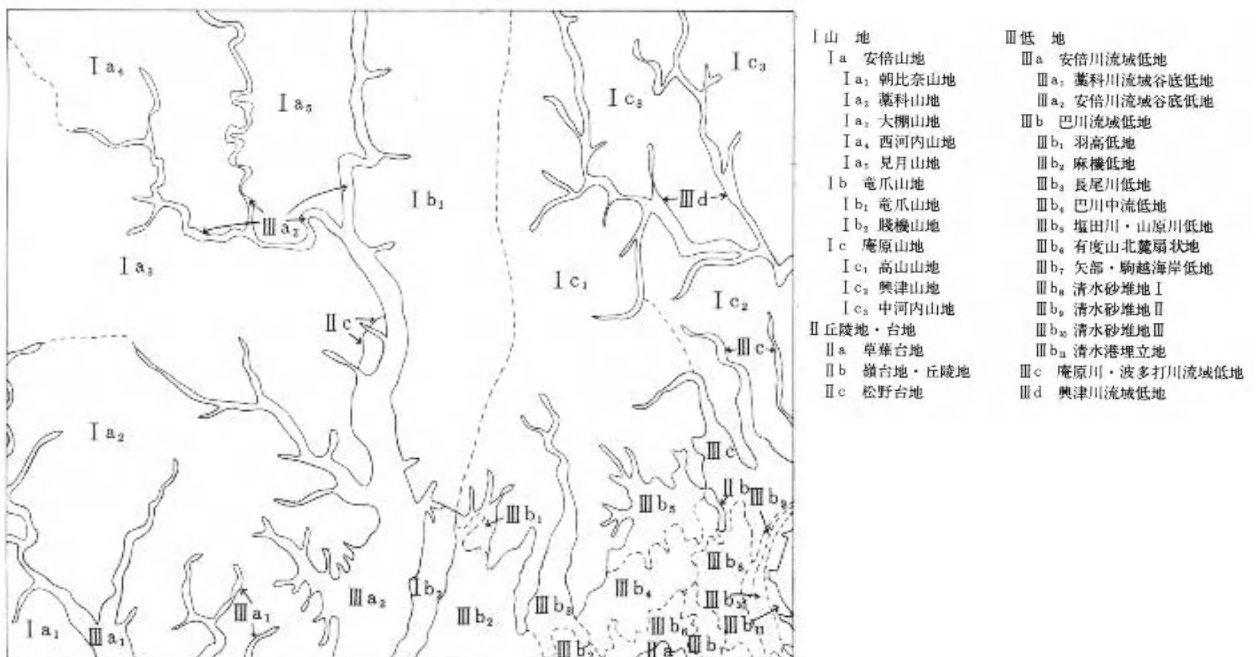 Ⅰa₄
Ⅰa₅
Ⅰc₃
Ⅰc₃
Ⅲa₂
Ⅰb₁
Ⅲd
Ⅰa₃
Ⅰc₁
Ⅰc₂
Ⅱc
Ⅲc
Ⅰa₂
Ⅲc
Ⅱb
Ⅲb₉
Ⅲb₁
Ⅲb₅
Ⅲb₈
Ⅲa₁
Ⅲa₂
Ⅰb₂
Ⅲb₄
Ⅲb₁₀
Ⅰa₁
Ⅲa₁
Ⅲb₂
Ⅲb₃
Ⅲb₆
Ⅲb₁₁
Ⅱa
Ⅲb₇
Ⅰ山 地
Ⅰa 安倍山地
Ⅰa₁ 朝比奈山地
Ⅰa₂ 藁科山地
Ⅰa₃ 大棚山地
Ⅰa₄ 西河内山地
Ⅰa₅ 見月山地
Ⅰb 竜爪山地
Ⅰb₁ 竜爪山地
Ⅰb₂ 賤機山地
Ⅰc 庵原山地
Ⅰc₁ 高山山地
Ⅰc₂ 興津山地
Ⅰc₃ 中河内山地
Ⅱ丘陵地・台地
Ⅱa 草薙台地
Ⅱb 嶺台地・丘陵地
Ⅱc 松野台地
Ⅲ低 地
Ⅲa 安倍川流域低地
Ⅲa₁ 藁科川流域谷底低地
Ⅲa₂ 安倍川流域谷底低地
Ⅲb 巴川流域低地
Ⅲb₁ 羽高低地
Ⅲb₂ 麻機低地
Ⅲb₃ 長尾川低地
Ⅲb₄ 巴川中流低地
Ⅲb₅ 塩田川・山原川低地
Ⅲb₆ 有度山北麓扇状地
Ⅲb₇ 矢部・駒越海岸低地
Ⅲb₈ 清水砂堆地Ⅰ
Ⅲb₉ 清水砂堆地Ⅱ
Ⅲb₁₀ 清水砂堆地Ⅲ
Ⅲb₁₁ 清水港埋立地
Ⅲc 庵原川・波多打川流域低地
Ⅲd 興津川流域低地